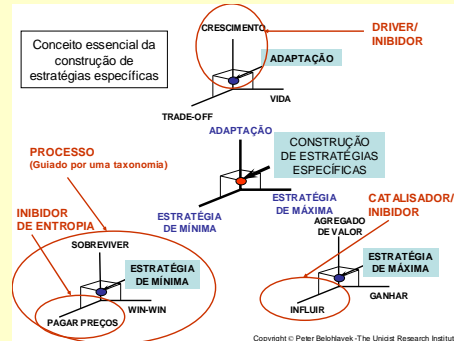 Conceito essencial da
construção de
estratégias específicas
CRESCIMENTO
DRIVER/
INIBIDOR
ADAPTAÇÃO
VIDA
TRADE-OFF
ADAPTAÇÃO
CONSTRUÇÃO
DE ESTRATÉGIAS
ESPECÍFICAS
ESTRATÉGIA
DE MÍNIMA
ESTRATÉGIA
DE MÁXIMA
PROCESSO
(Guiado por uma taxonomia)
INIBIDOR
DE ENTROPIA
SOBREVIVER
ESTRATÉGIA
DE MÍNIMA
WIN-WIN
PAGAR PREÇOS
CATALISADOR/
INIBIDOR
AGREGADO
DE VALOR
ESTRATÉGIA
DE MÁXIMA
GANHAR
INFLUIR
Copyright © Peter Belohlavek -The Unicist Research Institut